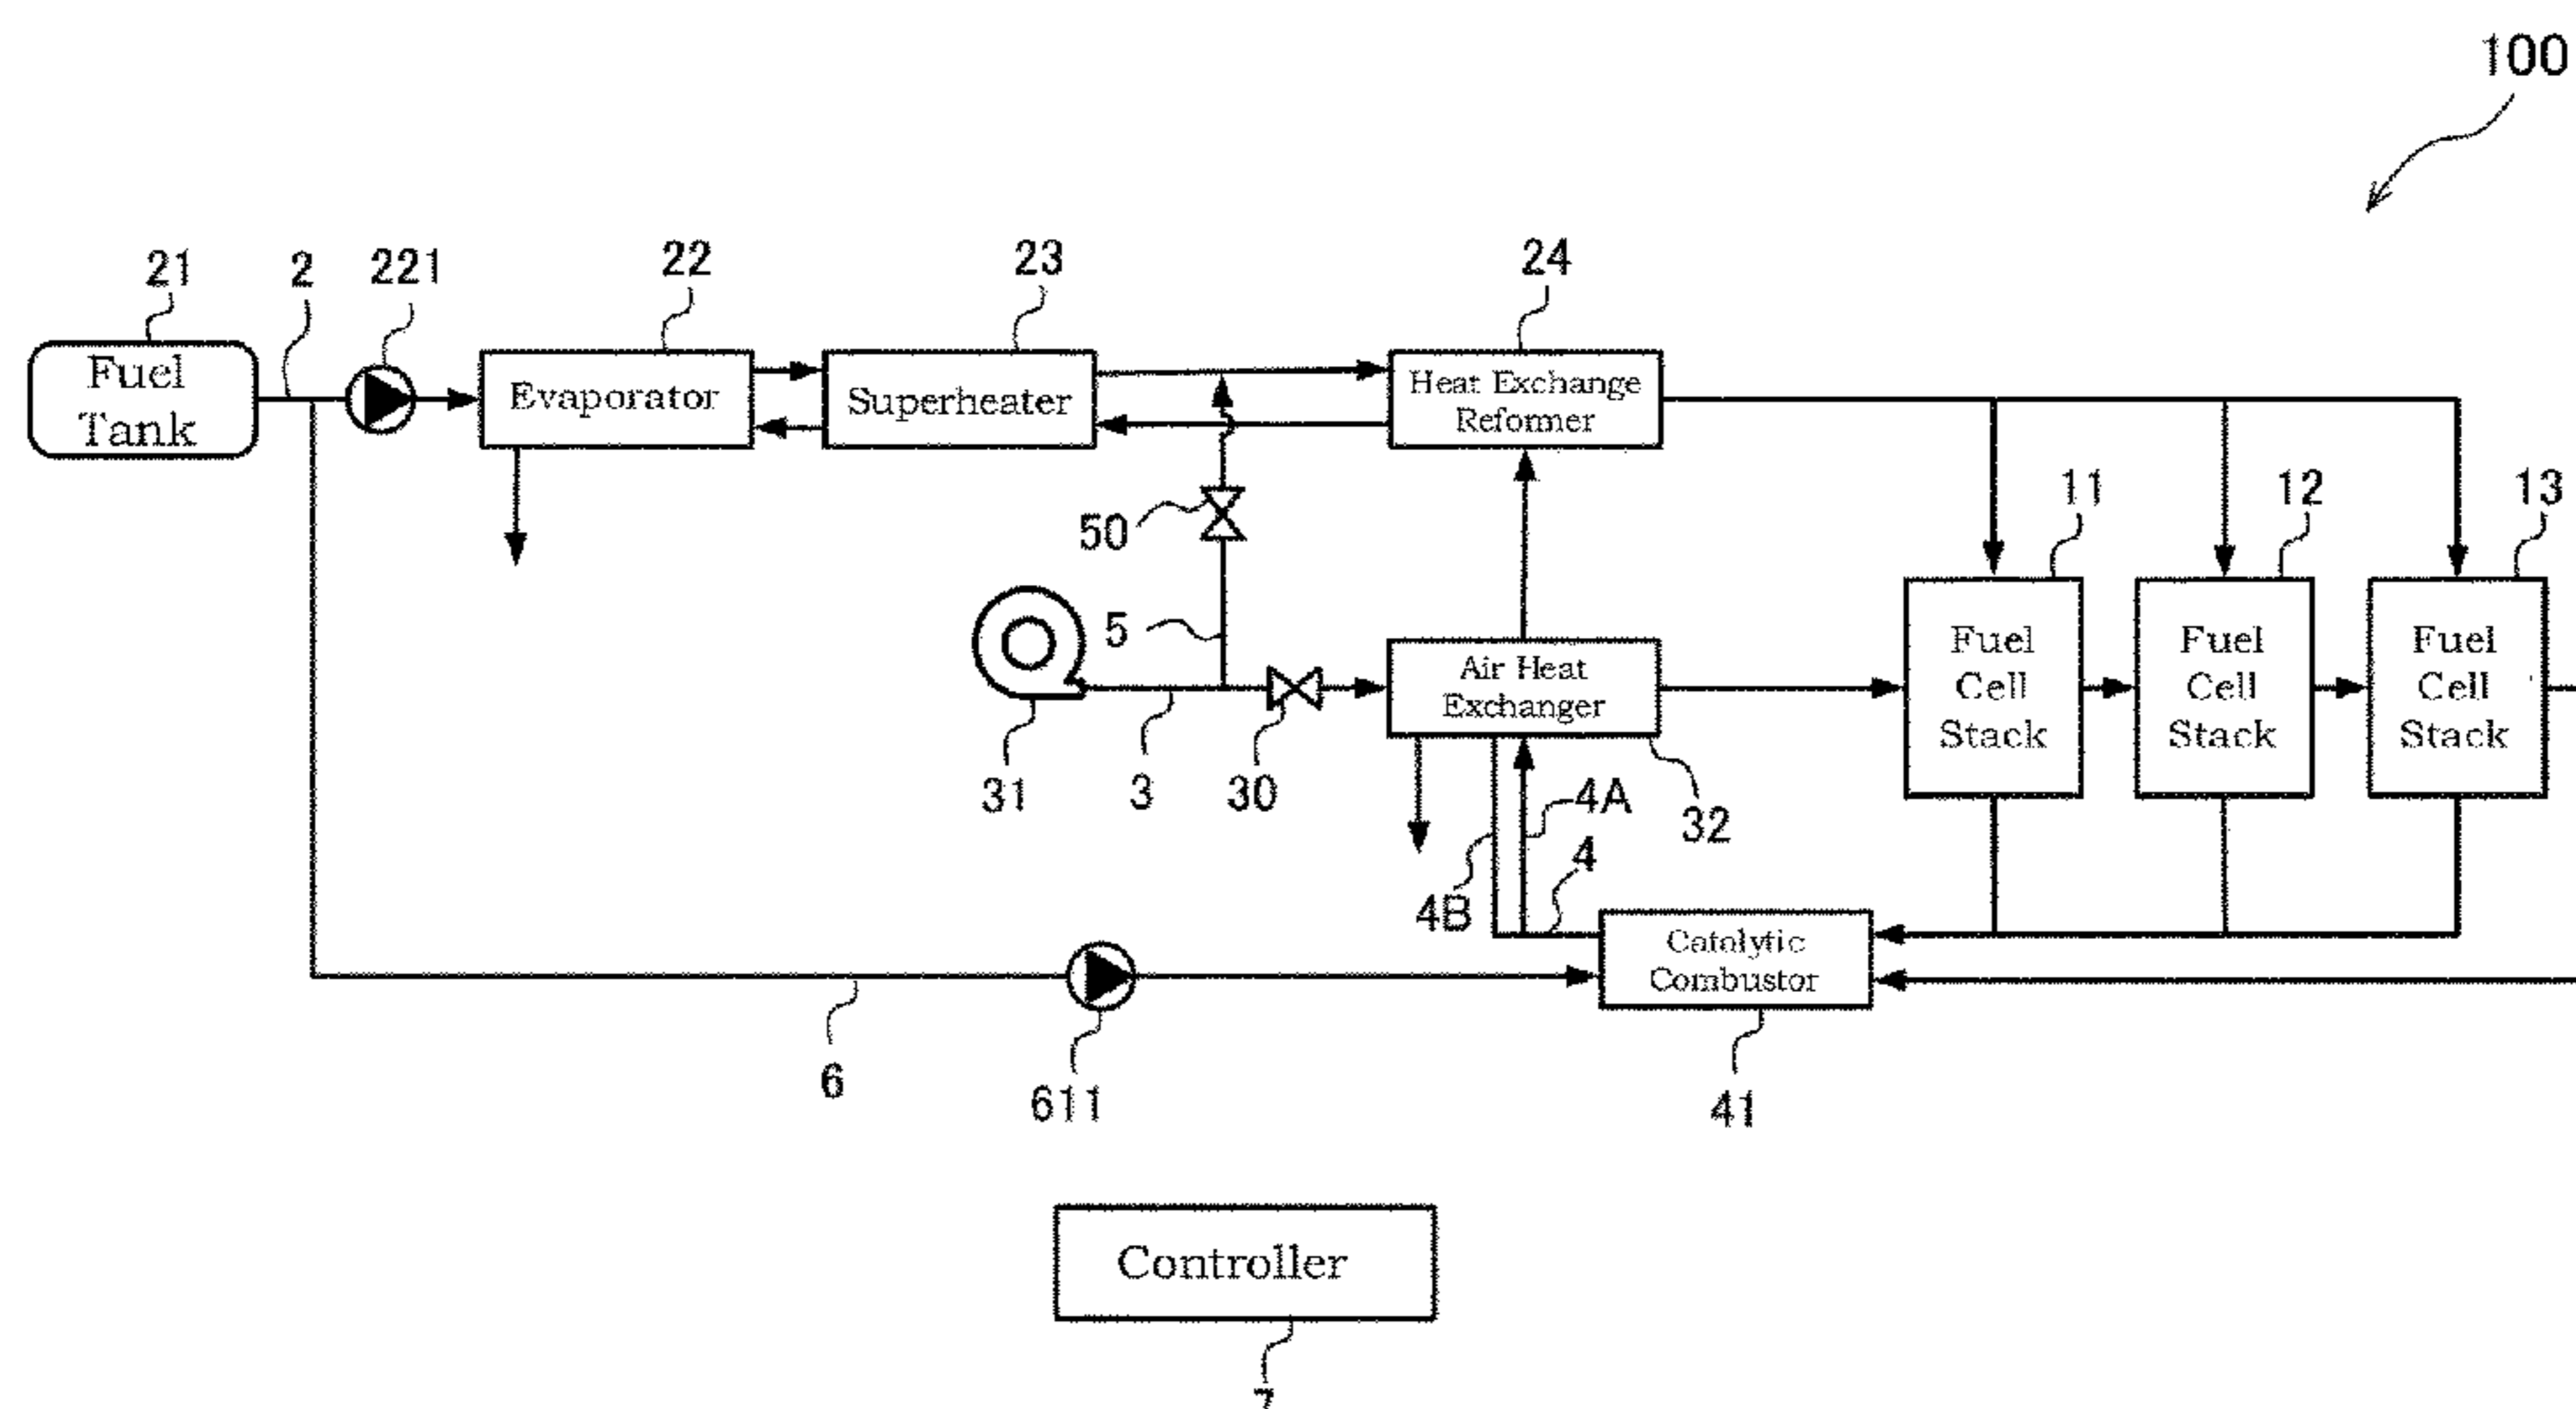 100
21
2
221
22
23
24
Fuel
Tank
Evaporator
Superheater
Heat Exchange
Reformer
50
11
12
13
5
31
3
30
Air Heat
Exchanger
32
Fuel
Cell
Stack
Fuel
Cell
Stack
Fuel
Cell
Stack
4A
4
4B
Catalytic
Combustor
41
6
611
Controller
7